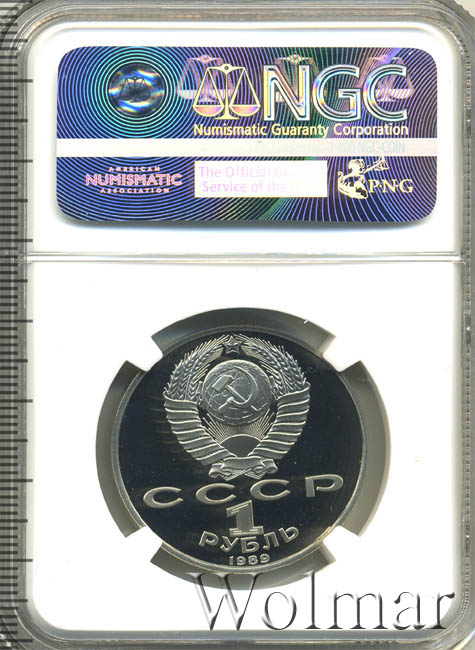 NGC
Numismatic Guaranty Corporation
1-800-NGC-COIN
AMERICAN
NUMISMATIC
ASSOCIATION
The Official
Service of the
PNG
СССР
1
РУБЛЬ
1989
Wolmar